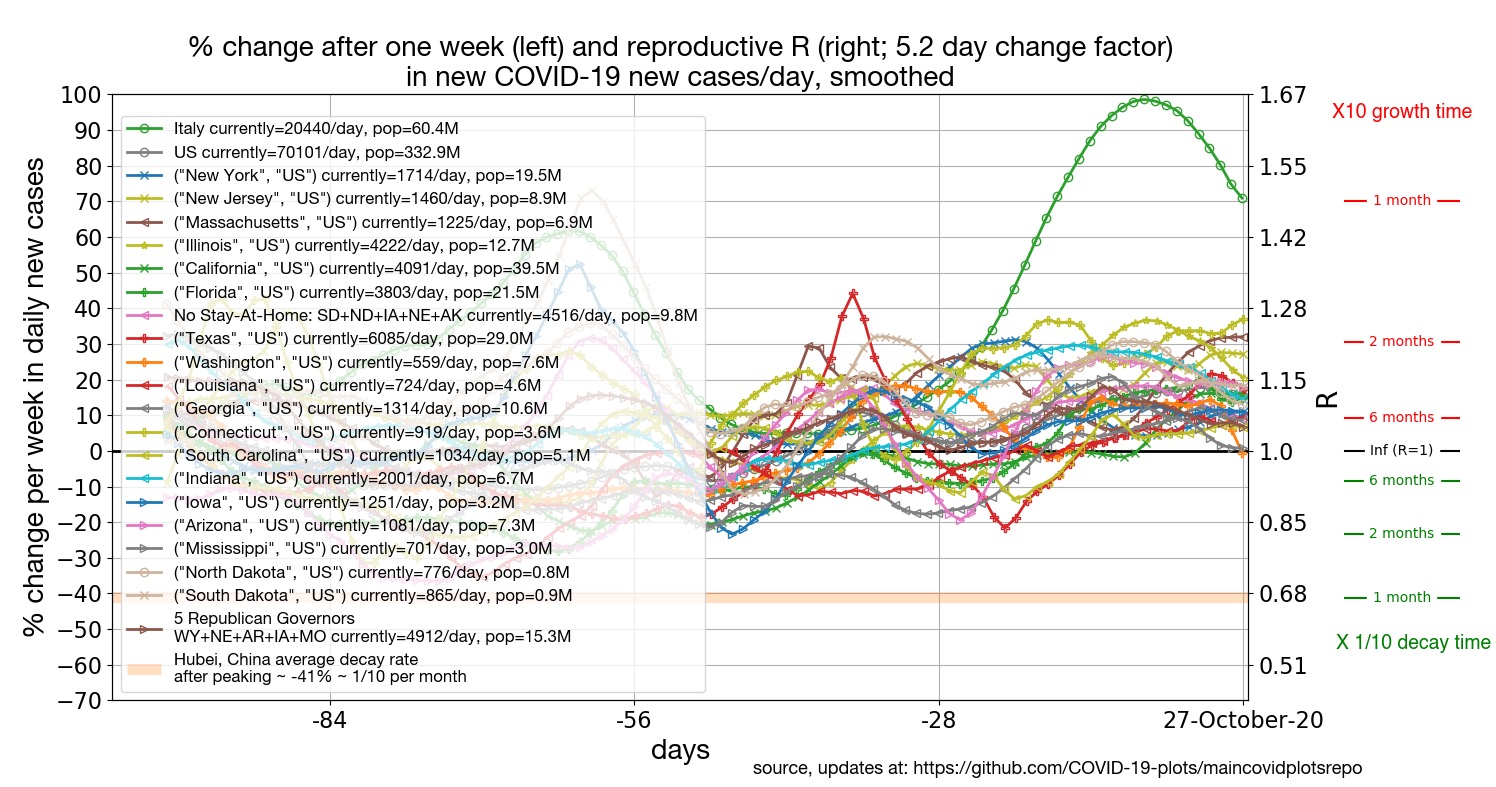 % change after one week (left) and reproductive R (right; 5.2 day change factor)
in new COVID-19 new cases/day, smoothed
% change per week in daily new cases
100
90
80
70
60
50
40
30
20
10
0
−10
−20
−30
−40
−50
−60
−70
Italy currently=20440/day, pop=60.4M
US currently=70101/day, pop=332.9M
("New York", "US") currently=1714/day, pop=19.5M
("New Jersey", "US") currently=1460/day, pop=8.9M
("Massachusetts", "US") currently=1225/day, pop=6.9M
("Illinois", "US") currently=4222/day, pop=12.7M
("California", "US") currently=4091/day, pop=39.5M
("Florida", "US") currently=3803/day, pop=21.5M
No Stay-At-Home: SD+ND+IA+NE+AK currently=4516/day, pop=9.8M
("Texas", "US") currently=6085/day, pop=29.0M
("Washington", "US") currently=559/day, pop=7.6M
("Louisiana", "US") currently=724/day, pop=4.6M
("Georgia", "US") currently=1314/day, pop=10.6M
("Connecticut", "US") currently=919/day, pop=3.6M
("South Carolina", "US") currently=1034/day, pop=5.1M
("Indiana", "US") currently=2001/day, pop=6.7M
("Iowa", "US") currently=1251/day, pop=3.2M
("Arizona", "US") currently=1081/day, pop=7.3M
("Mississippi", "US") currently=701/day, pop=3.0M
("North Dakota", "US") currently=776/day, pop=0.8M
("South Dakota", "US") currently=865/day, pop=0.9M
5 Republican Governors
WY+NE+AR+IA+MO currently=4912/day, pop=15.3M
Hubei, China average decay rate
after peaking ~ -41% ~ 1/10 per month
-84
-56
-28
27-October-20
days
1.67
1.55
1.42
1.28
1.15
1.0
0.85
0.68
0.51
R
X10 growth time
1 month
2 months
6 months
Inf (R=1)
6 months
2 months
1 month
X 1/10 decay time
source, updates at: https://github.com/COVID-19-plots/maincovidplotsrepo